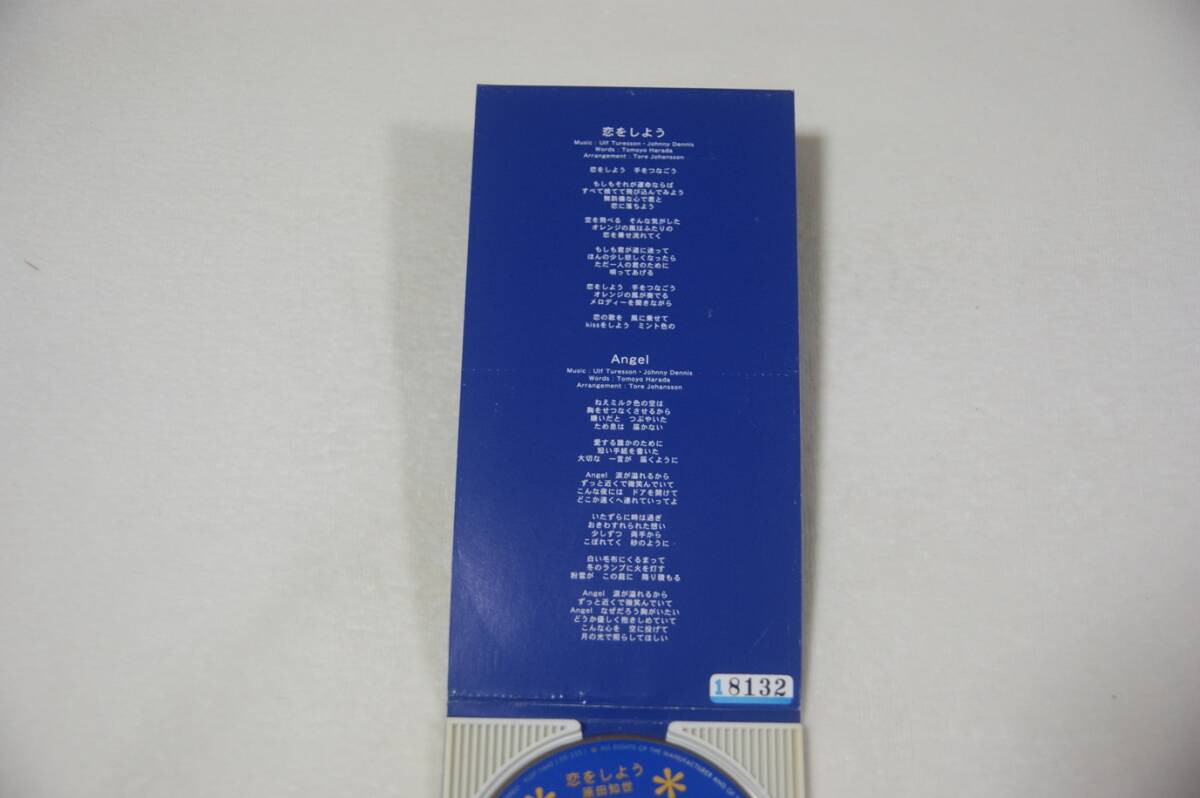 恋をしよう
Music : Ulf Turesson・Johnny Dennis
Words : Tomoyo Harada
Arrangement : Tore Johansson
恋をしよう 手をつなごう
もしもそれが運命ならば
すべて捨てて飛び込んでみよう
無防備な心で君と
恋に落ちよう
空を飛べる そんな気がした
オレンジの風はふたりの
恋を乗せ流れてく
もしも君が道に迷って
ほんの少し悲しくなったら
ただ一人の君のために
唄ってあげる
恋をしよう 手をつなごう
オレンジの風が奏でる
メロディーを聞きながら
恋の歌を 風に乗せて
kissをしよう ミント色の
Angel
Music : Ulf Turesson・Johnny Dennis
Words : Tomoyo Harada
Arrangement : Tore Johansson
ねえミルク色の空は
胸をせつなくさせるから
嫌いだと つぶやいた
ため息は 届かない
愛する誰かのために
短い手紙を書いた
大切な 一言が 届くように
Angel 涙が溢れるから
ずっと近くで微笑んでいて
こんな夜には ドアを開けて
どこか遠くへ連れていってよ
いたずらに時は過ぎ
おきわすれられた想い
少しずつ 両手から
こぼれてく 砂のように
白い毛布にくるまって
冬のランプに火を灯す
粉雪が この庭に 降り積もる
Angel 涙が溢れるから
ずっと近くで微笑んでいて
Angel なぜだろう胸がいたい
どうか優しく抱きしめていて
こんな心を 空に投げて
月の光で照らしてほしい
18132
ALL RIGHTS OF THE MANUFACTURER AND OF
恋をしよう
原田知世